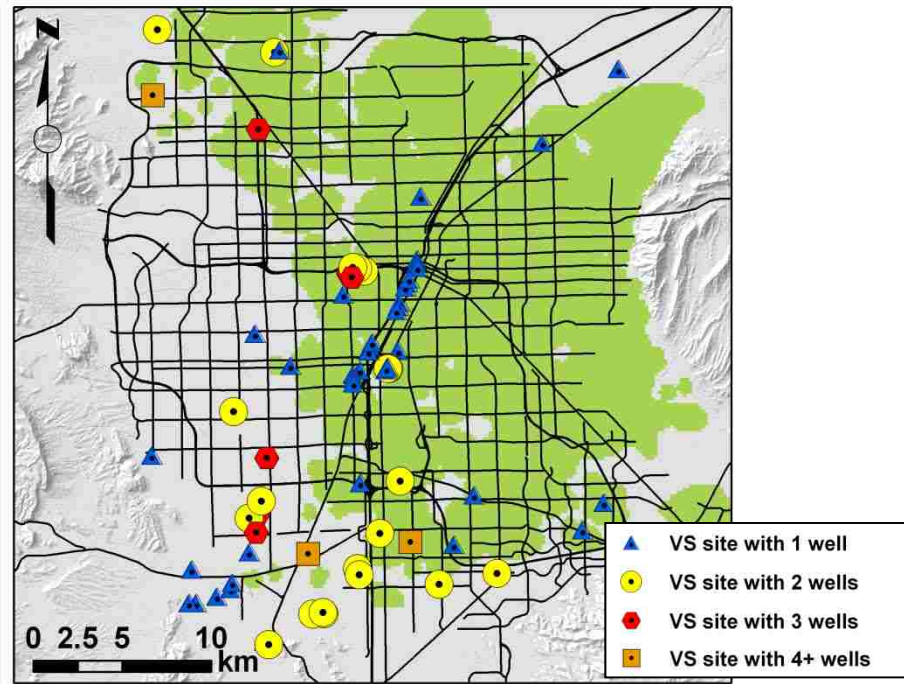 N
VS site with 1 well
VS site with 2 wells
VS site with 3 wells
VS site with 4+ wells
0 2.5 5 10
km